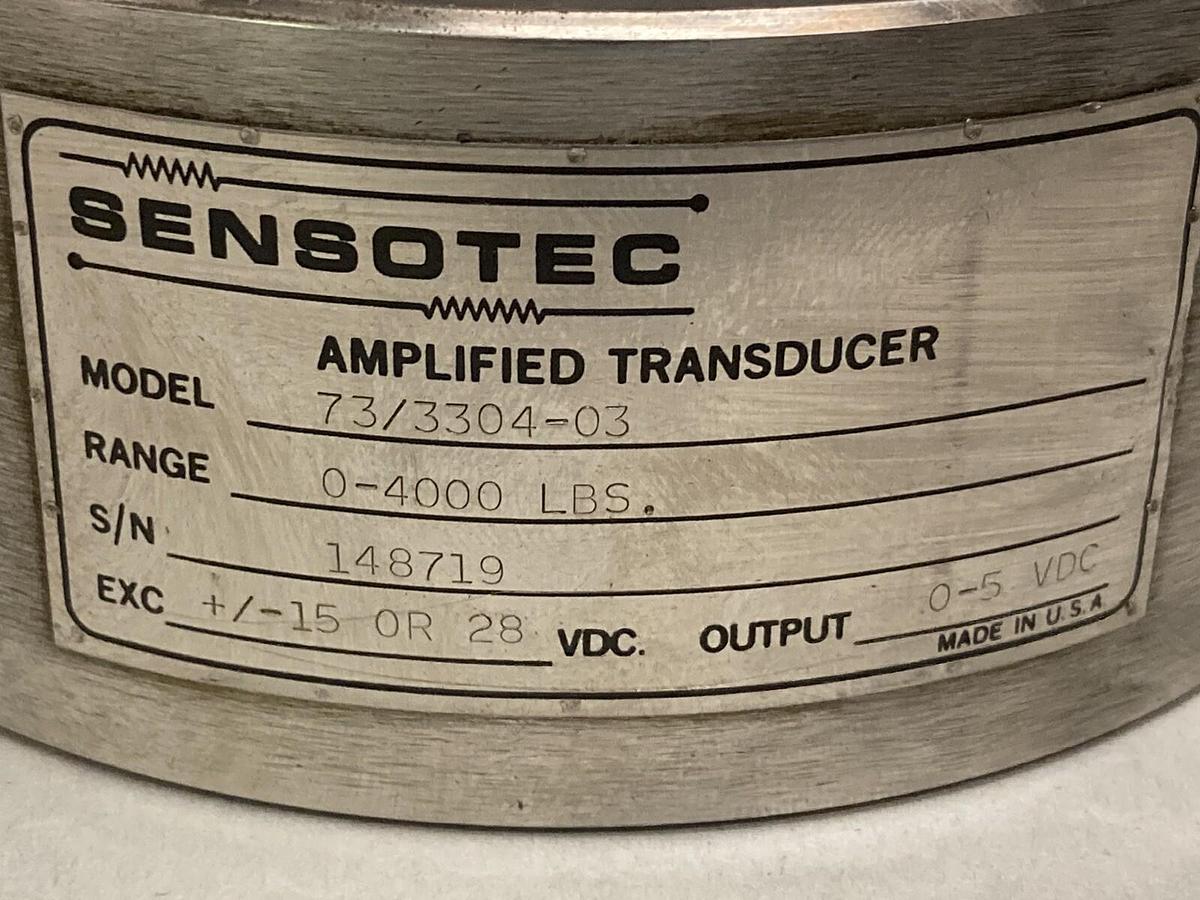 SENSOTEC
AMPLIFIED TRANSDUCER
MODEL 73/3304-03
RANGE 0-4000 LBS.
S/N 148719
EXC +/-15 OR 28 VDC. OUTPUT 0-5 VDC
MADE IN U.S.A